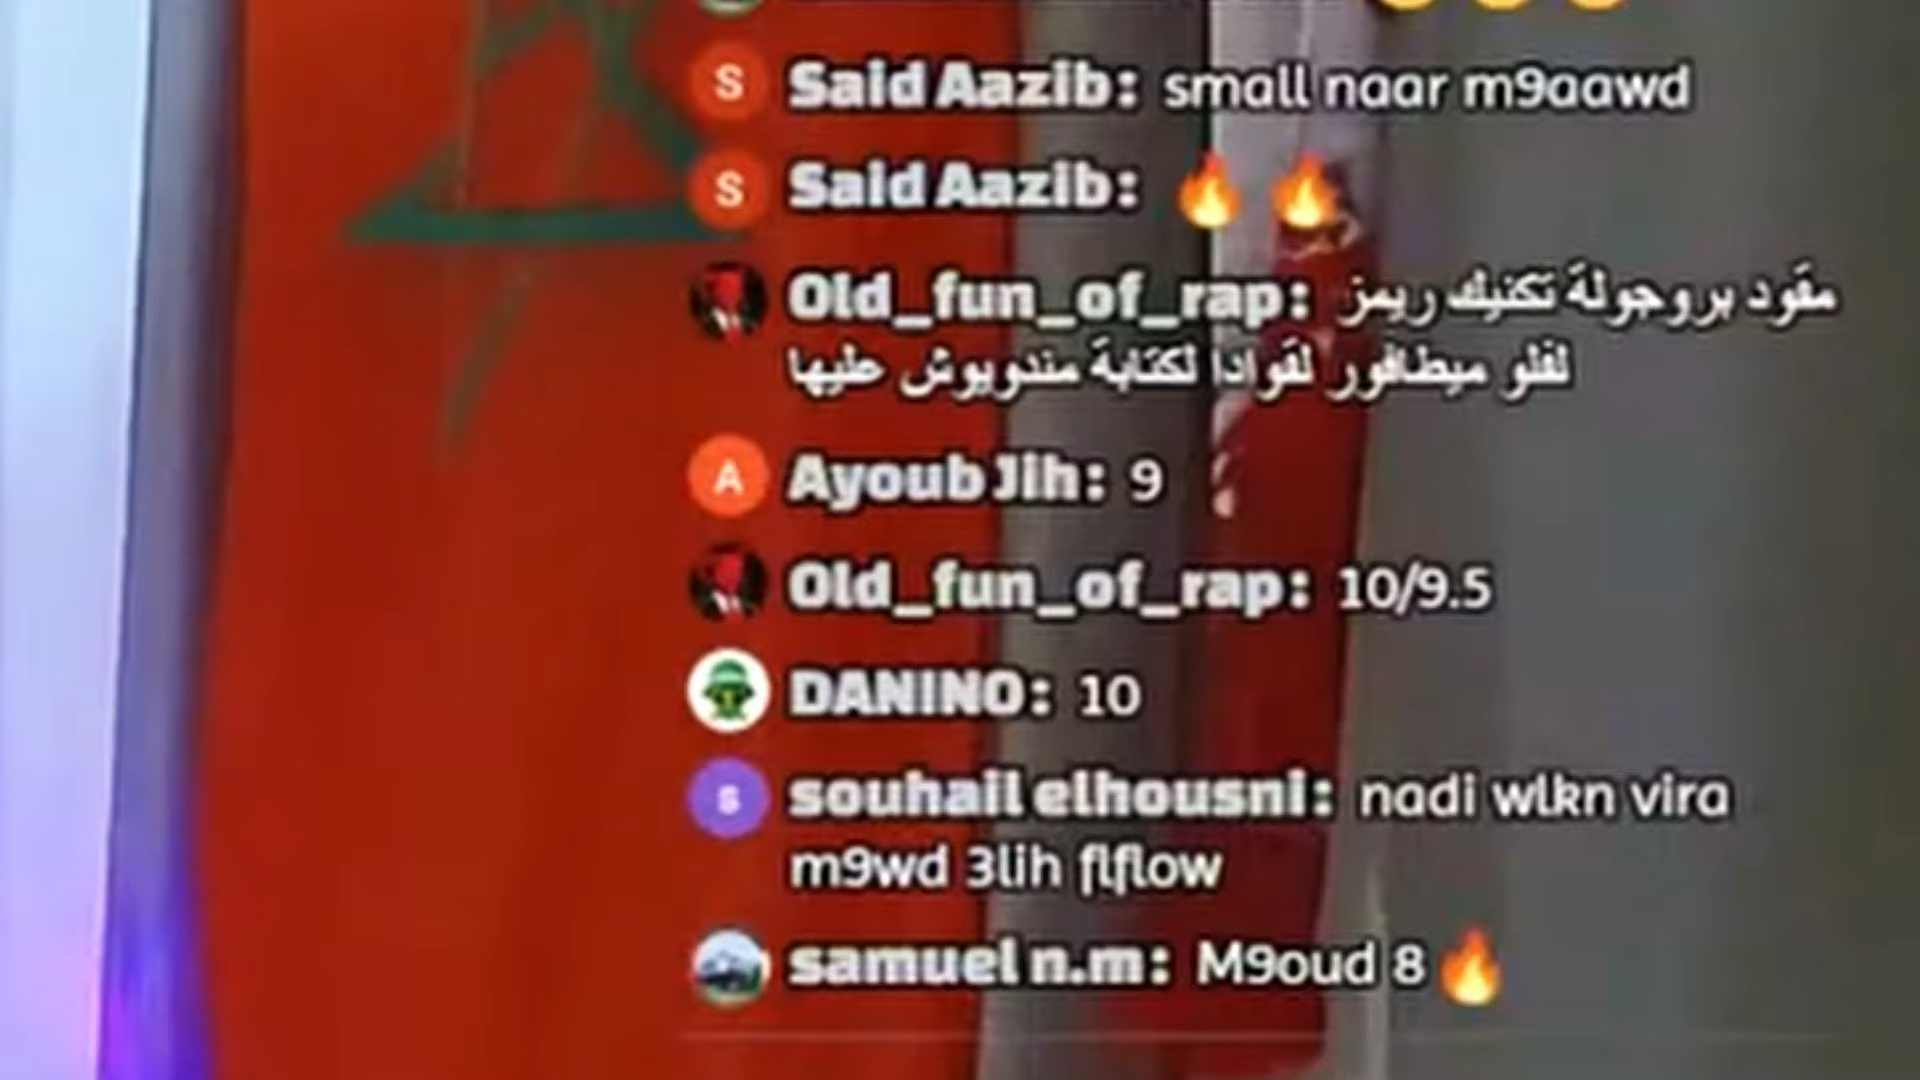 S Said Aazib: small naar m9aawd
S Said Aazib: 🔥 🔥
Old_fun_of_rap: مقود بروجولة تكنيك ريمز
لفلو ميطافور لقوادا لكتابة مندويوش عليها
A Ayoub Jih: 9
Old_fun_of_rap: 10/9.5
DANINO: 10
s souhail elhousni: nadi wlkn vira
m9wd 3lih flflow
samuel n.m: M9oud 8 🔥